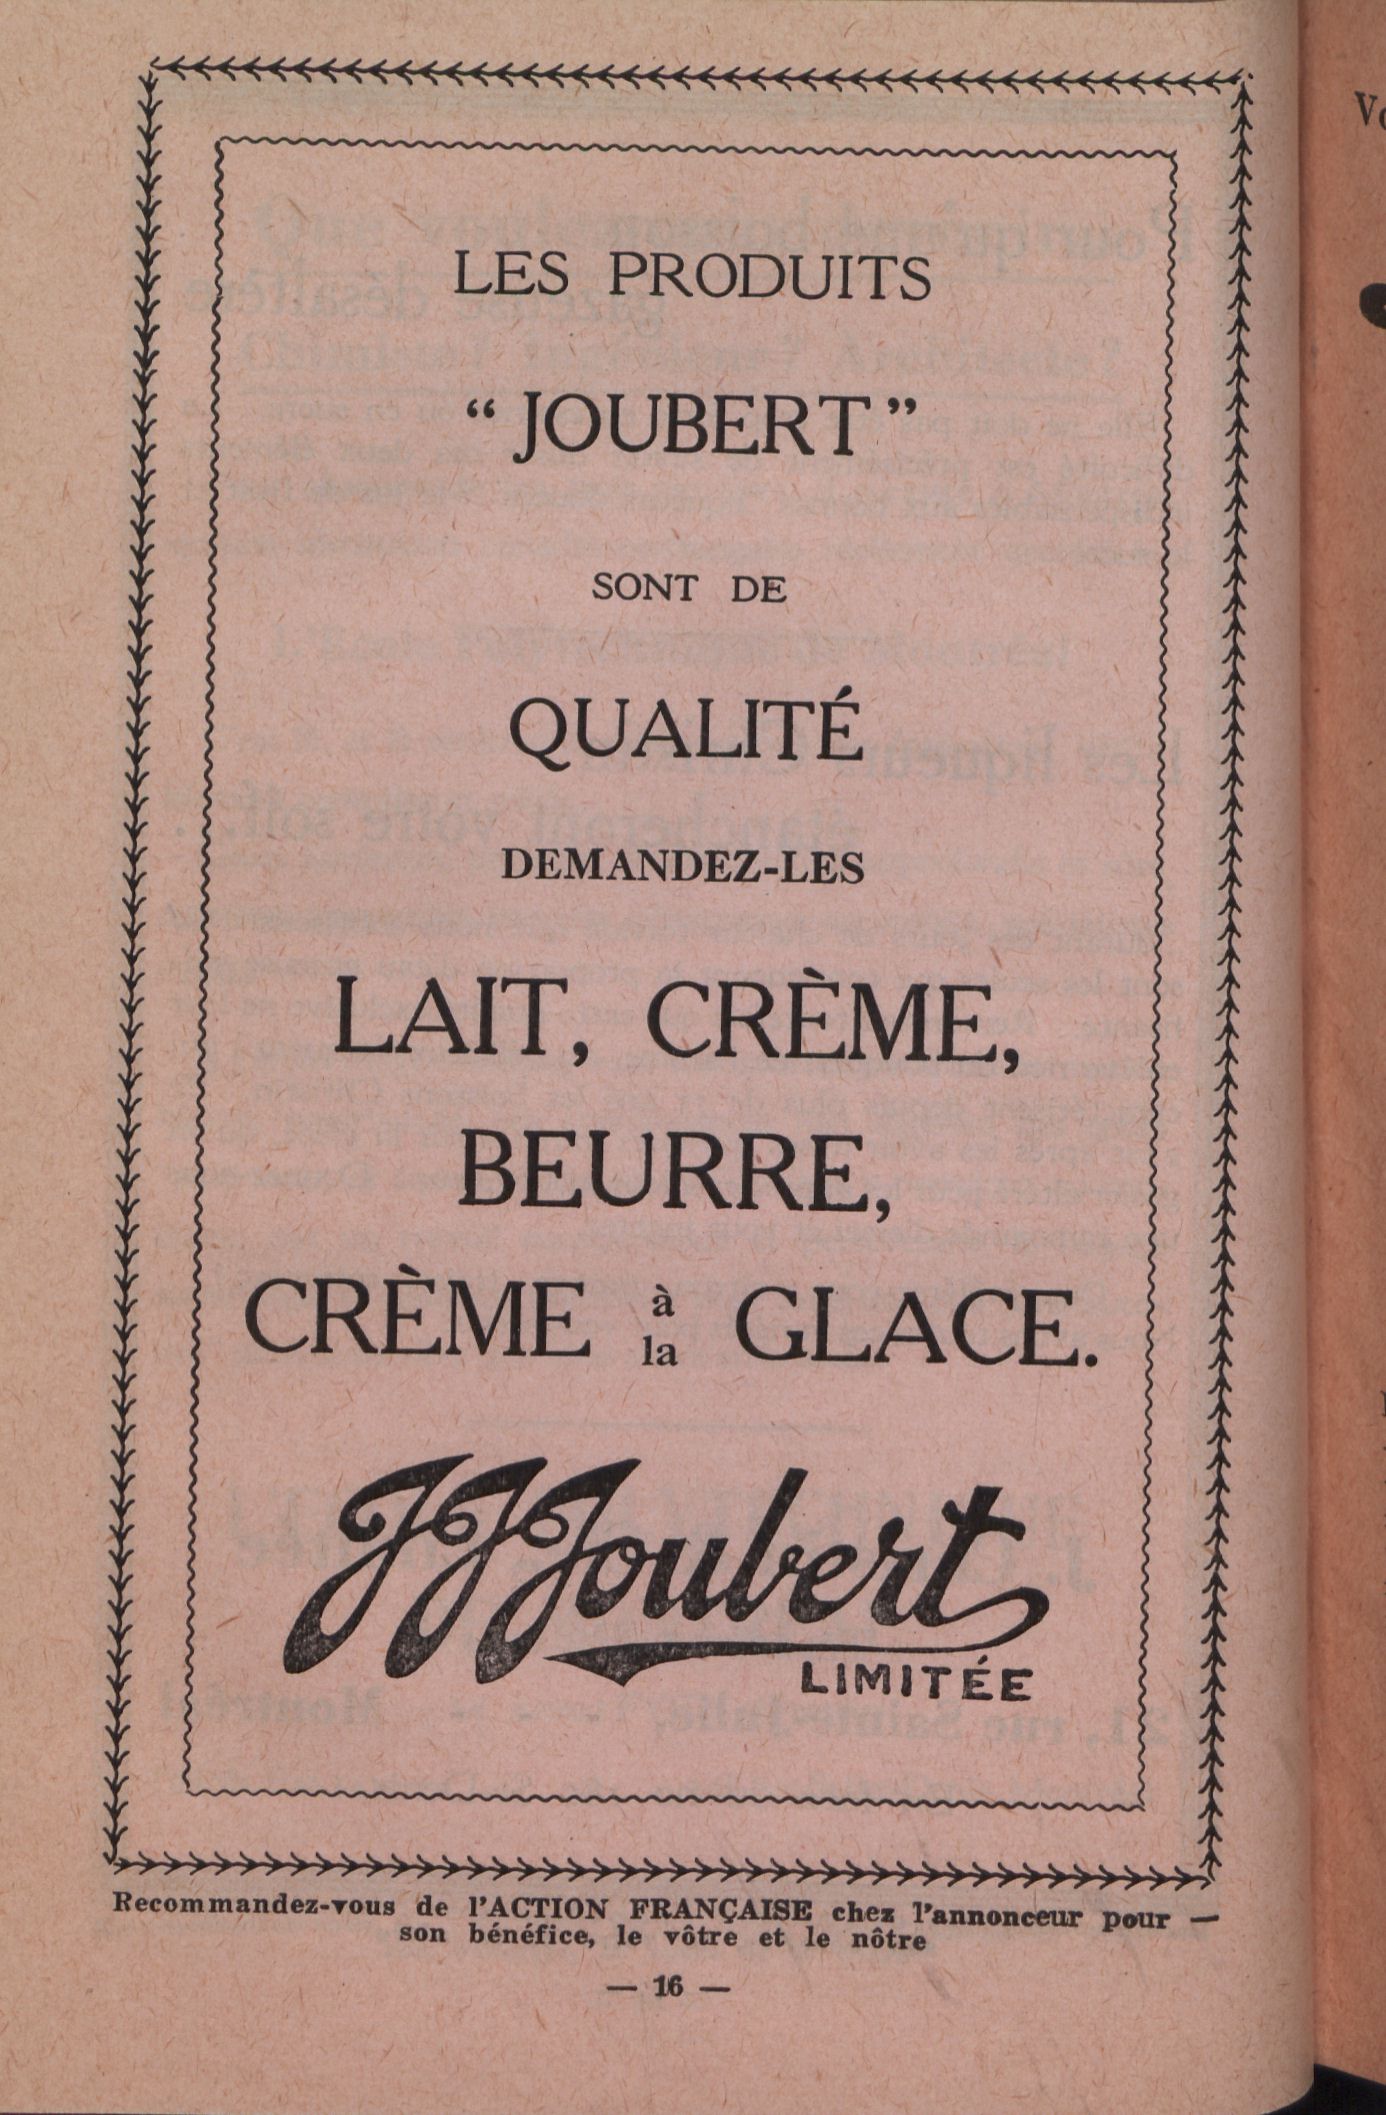 LES PRODUITS
“JOUBERT”
SONT DE
QUALITÉ
DEMANDEZ-LES
LAIT, CRÈME,
BEURRE,
CRÈME à la GLACE.
JJJoubert
LIMITÉE
Recommandez-vous de l'ACTION FRANÇAISE chez l'annonceur pour —
son bénéfice, le vôtre et le nôtre
— 16 —